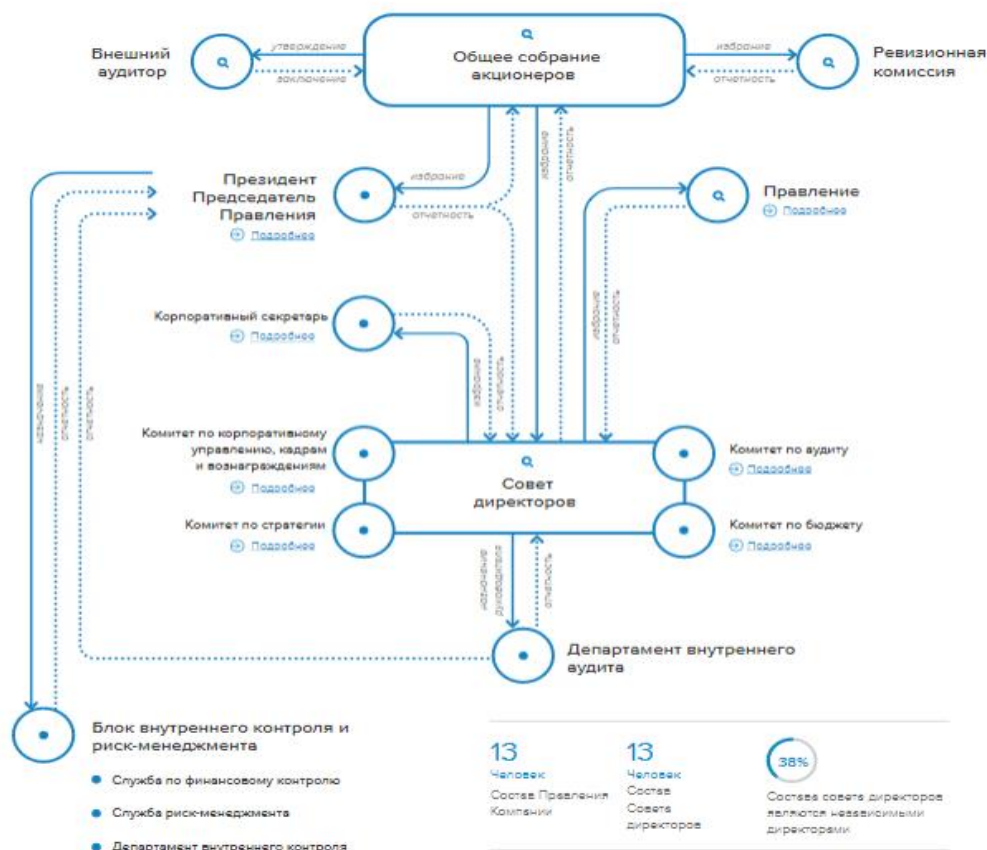 Внешний
аудитор
утверждение
заключение
Общее собрание
акционеров
избрание
отчетность
Ревизионная
комиссия
Президент
Председатель
Правления
Подробнее
избрание
отчетность
избрание
отчетность
Правление
Подробнее
Корпоративный секретарь
Подробнее
избрание
отчетность
избрание
отчетность
назначение
отчетность
отчетность
Комитет по корпоративному
управлению, кадрам
и вознаграждениям
Подробнее
Совет
директоров
Комитет по аудиту
Подробнее
Комитет по стратегии
Подробнее
Комитет по бюджету
Подробнее
назначение
руководителя
отчетность
Департамент внутреннего
аудита
Блок внутреннего контроля и
риск-менеджмента
Служба по финансовому контролю
Служба риск-менеджмента
Департамент внутреннего контроля
13
Человек
Состав Правления
Компании
13
Человек
Состав
Совета
директоров
38%
Состава совета директоров
являются независимыми
директорами